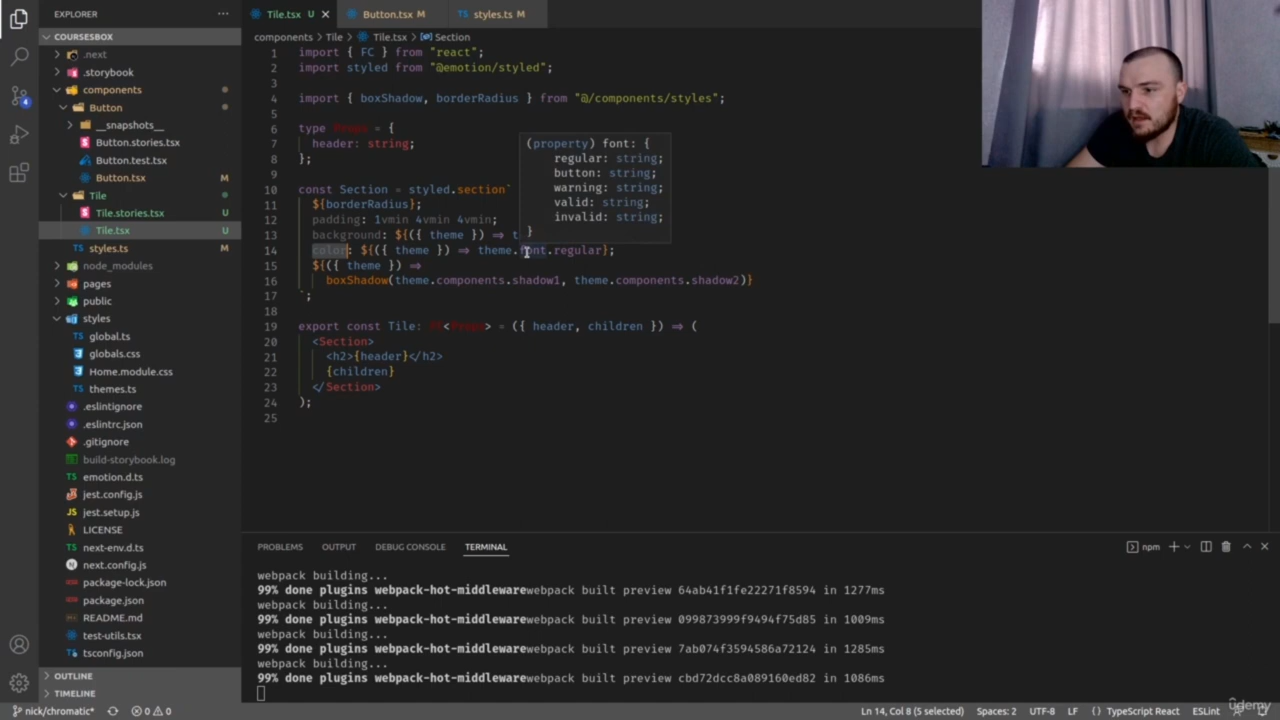 EXPLORER
COURSESBOX
.next
.storybook
components
Button
__snapshots__
Button.stories.tsx
Button.test.tsx
Button.tsx M
Tile
Tile.stories.tsx U
Tile.tsx U
styles.ts M
node_modules
pages
public
styles
global.ts
globals.css
Home.module.css
themes.ts
.eslintignore
.eslintrc.json
.gitignore
build-storybook.log
emotion.d.ts
jest.config.js
jest.setup.js
LICENSE
next-env.d.ts
next.config.js
package-lock.json
package.json
README.md
test-utils.tsx
tsconfig.json
OUTLINE
TIMELINE
Tile.tsx U
Button.tsx M
styles.ts M
components > Tile > Tile.tsx > Section
1 import { FC } from "react";
2 import styled from "@emotion/styled";
3
4 import { boxShadow, borderRadius } from "@/components/styles";
5
6 type Props = {
7 header: string;
8 };
9
10 const Section = styled.section`
11 ${borderRadius};
12 padding: 1vmin 4vmin 4vmin;
13 background: ${({ theme }) => t
14 color: ${({ theme }) => theme.font.regular};
15 ${({ theme }) =>
16 boxShadow(theme.components.shadow1, theme.components.shadow2)}
17 `;
18
19 export const Tile: FC<Props> = ({ header, children }) => (
20 <Section>
21 <h2>{header}</h2>
22 {children}
23 </Section>
24 );
25
(property) font: {
regular: string;
button: string;
warning: string;
valid: string;
invalid: string;
}
PROBLEMS OUTPUT DEBUG CONSOLE TERMINAL
npm
webpack building...
99% done plugins webpack-hot-middlewarewebpack built preview 64ab41f1fe22271f8594 in 1277ms
webpack building...
99% done plugins webpack-hot-middlewarewebpack built preview 099873999f9494f75d85 in 1009ms
webpack building...
99% done plugins webpack-hot-middlewarewebpack built preview 7ab074f3594586a72124 in 1285ms
webpack building...
99% done plugins webpack-hot-middlewarewebpack built preview cbd72dcc8a089160ed82 in 1086ms
4
nick/chromatic* 0 0 Ln 14, Col 8 (5 selected) Spaces: 2 UTF-8 LF {} TypeScript React ESLint
udemy